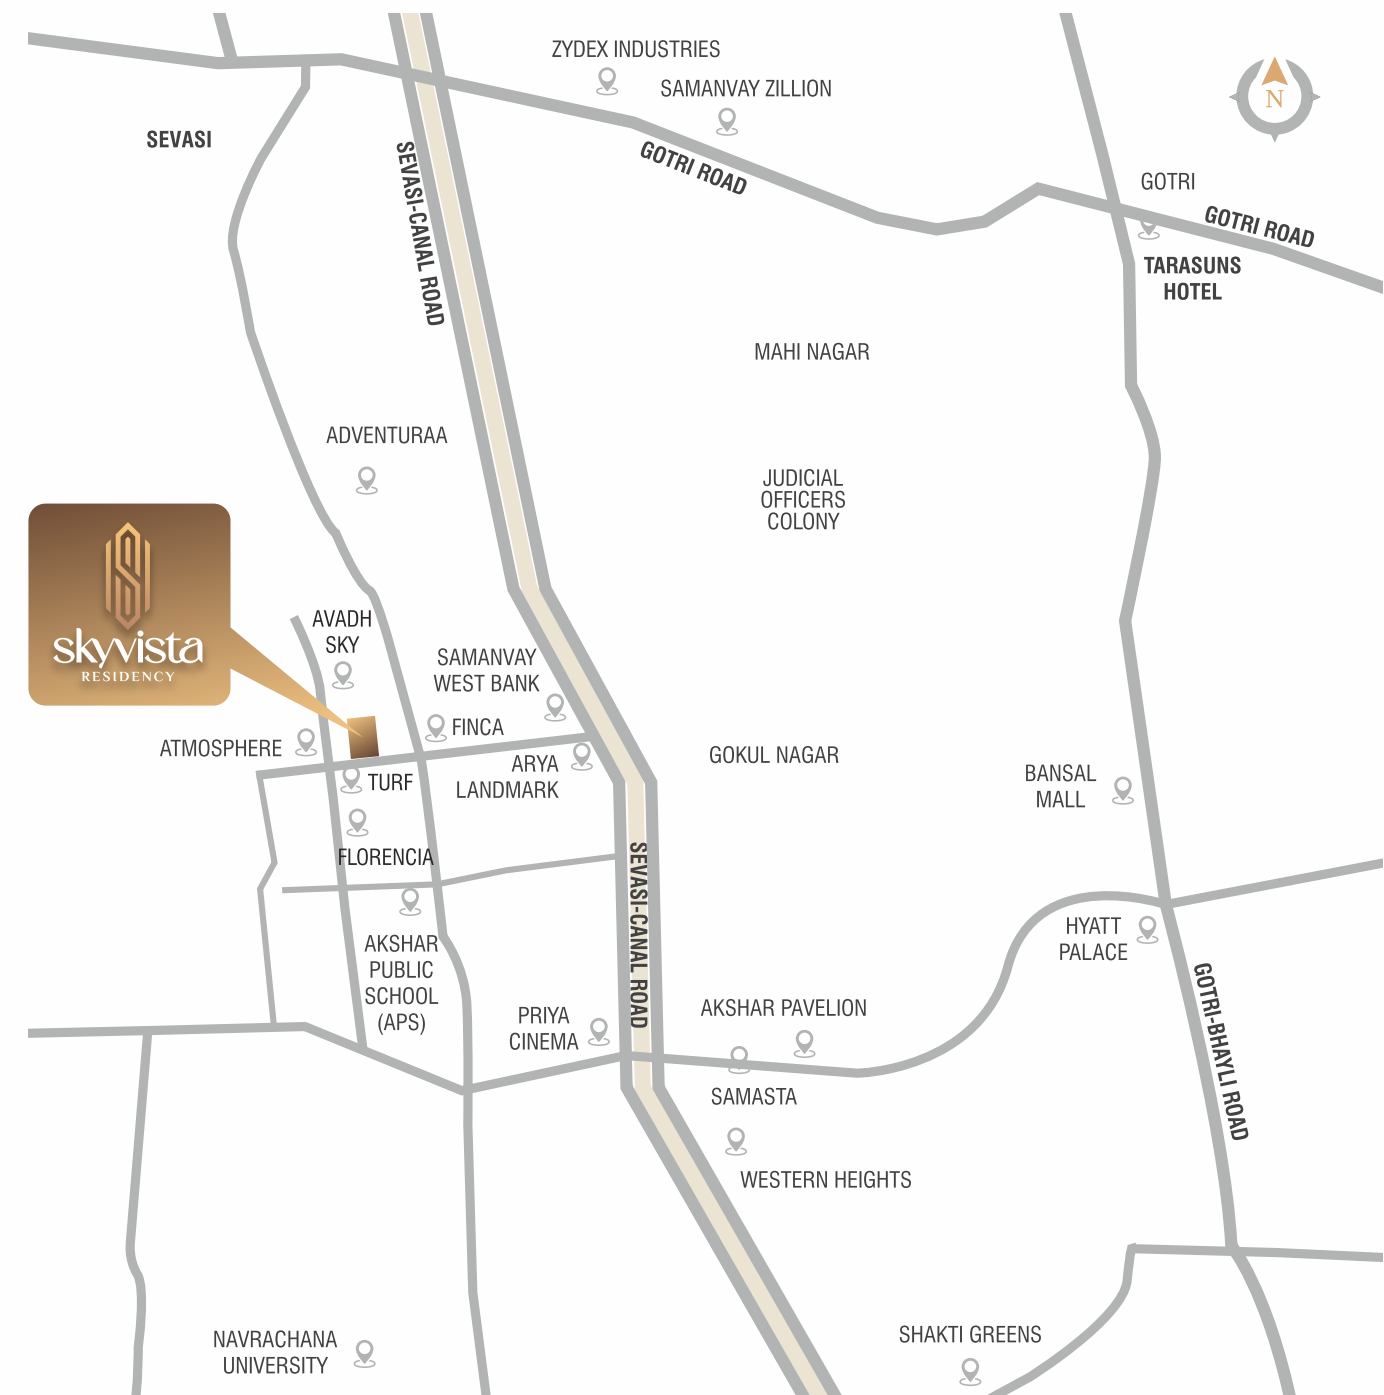 ZYDEX INDUSTRIES
SAMANVAY ZILLION
N
SEVASI
SEVASI-CANAL ROAD
GOTRI ROAD
GOTRI
GOTRI ROAD
TARASUNS
HOTEL
MAHI NAGAR
ADVENTURAA
JUDICIAL
OFFICERS
COLONY
skyvista
RESIDENCY
AVADH
SKY
SAMANVAY
WEST BANK
FINCA
ATMOSPHERE
TURF
ARYA
LANDMARK
GOKUL NAGAR
BANSAL
MALL
FLORENCIA
SEVASI-CANAL ROAD
AKSHAR
PUBLIC
SCHOOL
(APS)
HYATT
PALACE
GOTRI-BHAYLI ROAD
PRIYA
CINEMA
AKSHAR PAVELION
SAMASTA
WESTERN HEIGHTS
NAVRACHANA
UNIVERSITY
SHAKTI GREENS